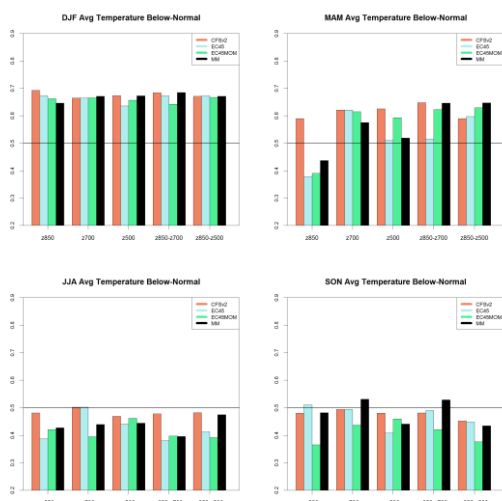 DJF Avg Temperature Below-Normal
0.9
0.8
0.7
0.6
0.5
0.4
0.3
0.2
CFSv2
EC45
EC45MOM
MM
z850
z700
z500
z850-z700
z850-z500
MAM Avg Temperature Below-Normal
0.9
0.8
0.7
0.6
0.5
0.4
0.3
0.2
CFSv2
EC45
EC45MOM
MM
z850
z700
z500
z850-z700
z850-z500
JJA Avg Temperature Below-Normal
0.9
0.8
0.7
0.6
0.5
0.4
0.3
0.2
CFSv2
EC45
EC45MOM
MM
SON Avg Temperature Below-Normal
0.9
0.8
0.7
0.6
0.5
0.4
0.3
0.2
CFSv2
EC45
EC45MOM
MM